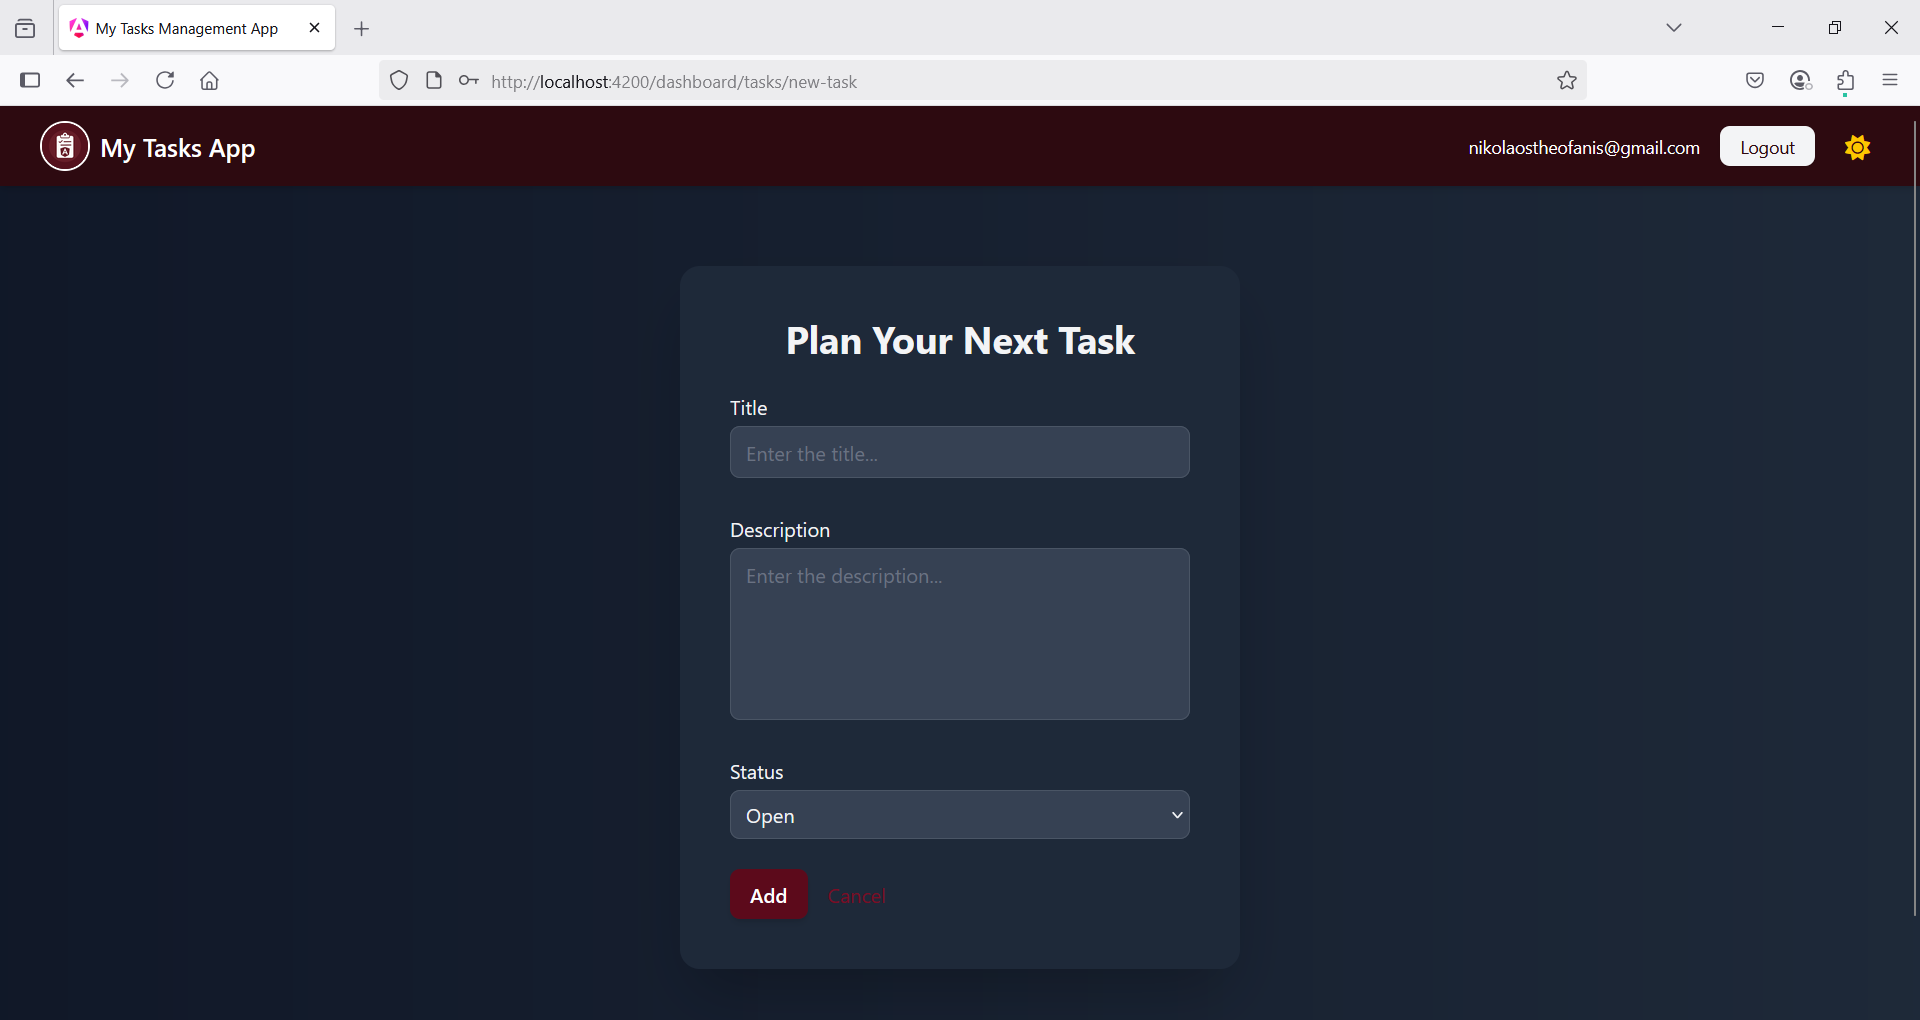 My Tasks Management App
http://localhost:4200/dashboard/tasks/new-task
My Tasks App
nikolaostheofanis@gmail.com
Logout
Plan Your Next Task
Title
Enter the title...
Description
Enter the description...
Status
Open
Add
Cancel